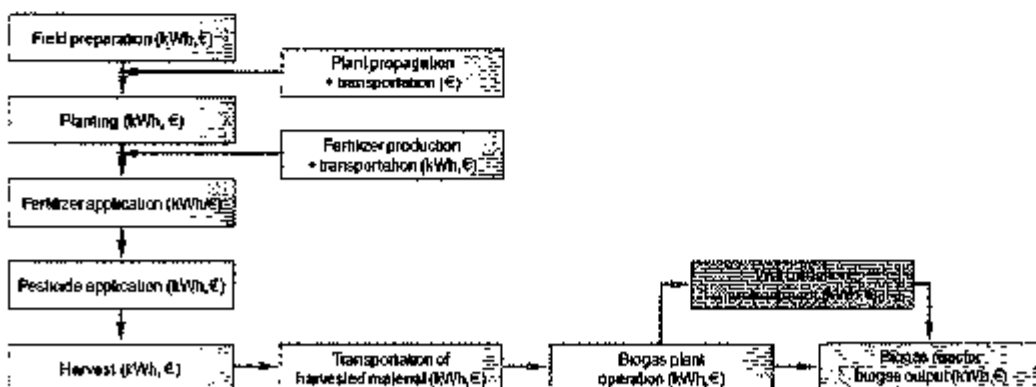 Field preparation (kWh, €)
Plant propagation
+ transportation (€)
Planting (kWh, €)
Fertilizer production
+ transportation (kWh, €)
Fertilizer application (kWh, €)
Pesticide application (kWh, €)
Harvest (kWh, €)
Transportation of
harvested material (kWh, €)
Biogas plant
operation (kWh, €)
Biogas reactor
biogas output (kWh, €)